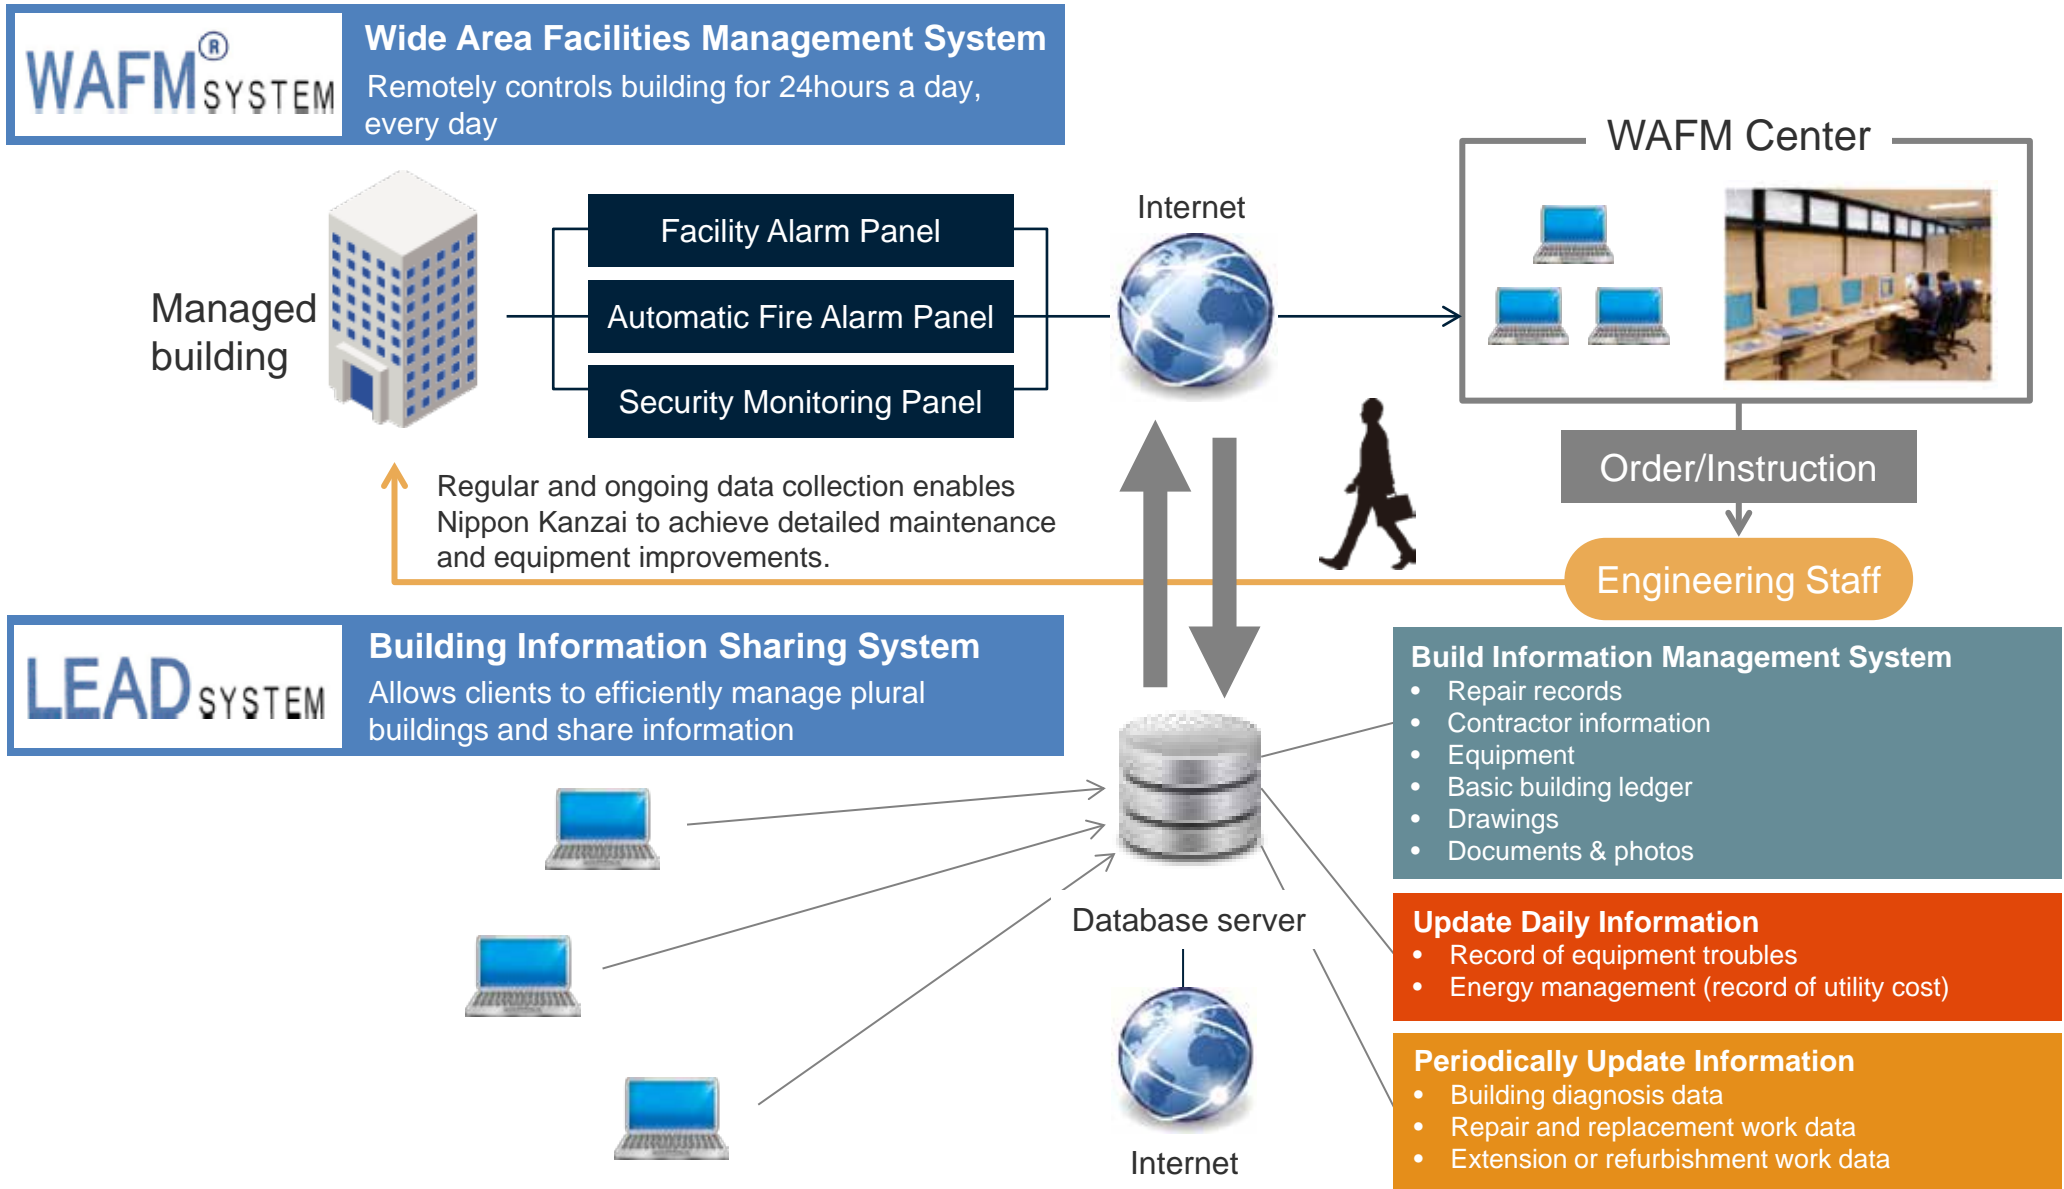 WAFM® SYSTEM
Wide Area Facilities Management System
Remotely controls building for 24hours a day,
every day
WAFM Center
Internet
Facility Alarm Panel
Automatic Fire Alarm Panel
Security Monitoring Panel
Managed
building
Order/Instruction
Regular and ongoing data collection enables
Nippon Kanzai to achieve detailed maintenance
and equipment improvements.
Engineering Staff
LEAD SYSTEM
Building Information Sharing System
Allows clients to efficiently manage plural
buildings and share information
Build Information Management System
• Repair records
• Contractor information
• Equipment
• Basic building ledger
• Drawings
• Documents & photos
Database server
Update Daily Information
• Record of equipment troubles
• Energy management (record of utility cost)
Periodically Update Information
• Building diagnosis data
• Repair and replacement work data
• Extension or refurbishment work data
Internet